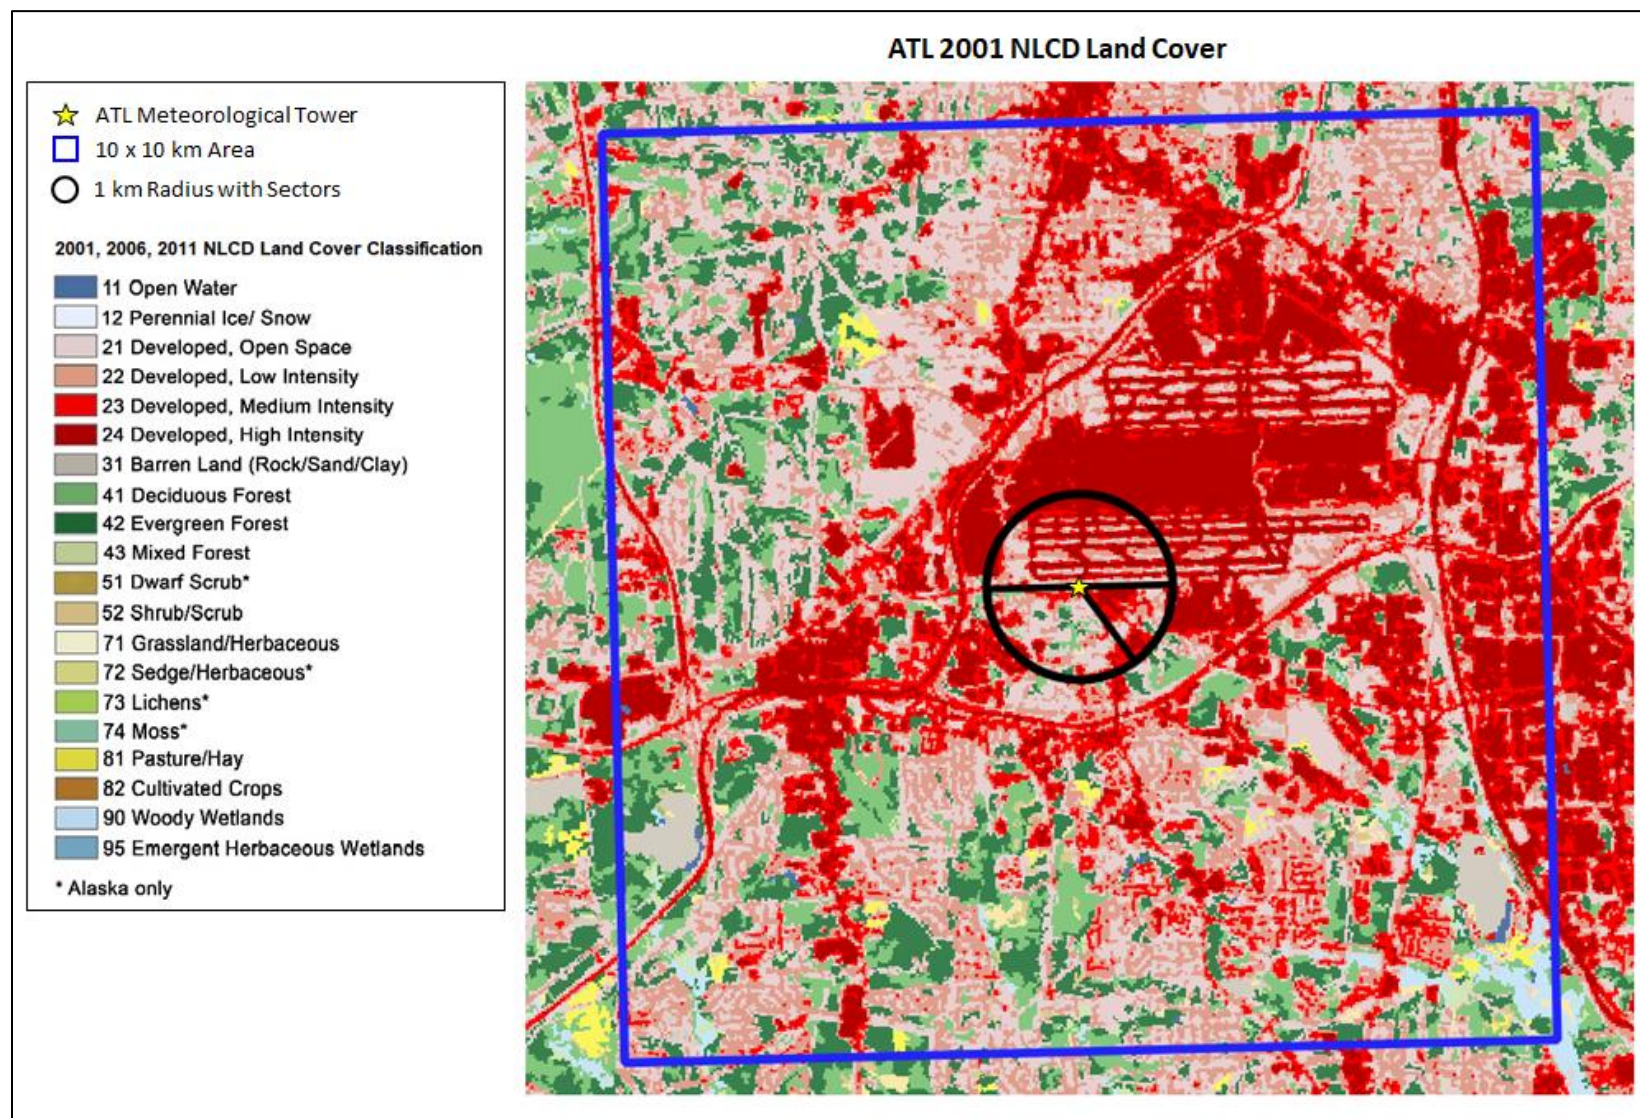 ATL 2001 NLCD Land Cover
ATL Meteorological Tower
10 x 10 km Area
1 km Radius with Sectors
2001, 2006, 2011 NLCD Land Cover Classification
11 Open Water
12 Perennial Ice/ Snow
21 Developed, Open Space
22 Developed, Low Intensity
23 Developed, Medium Intensity
24 Developed, High Intensity
31 Barren Land (Rock/Sand/Clay)
41 Deciduous Forest
42 Evergreen Forest
43 Mixed Forest
51 Dwarf Scrub*
52 Shrub/Scrub
71 Grassland/Herbaceous
72 Sedge/Herbaceous*
73 Lichens*
74 Moss*
81 Pasture/Hay
82 Cultivated Crops
90 Woody Wetlands
95 Emergent Herbaceous Wetlands
* Alaska only